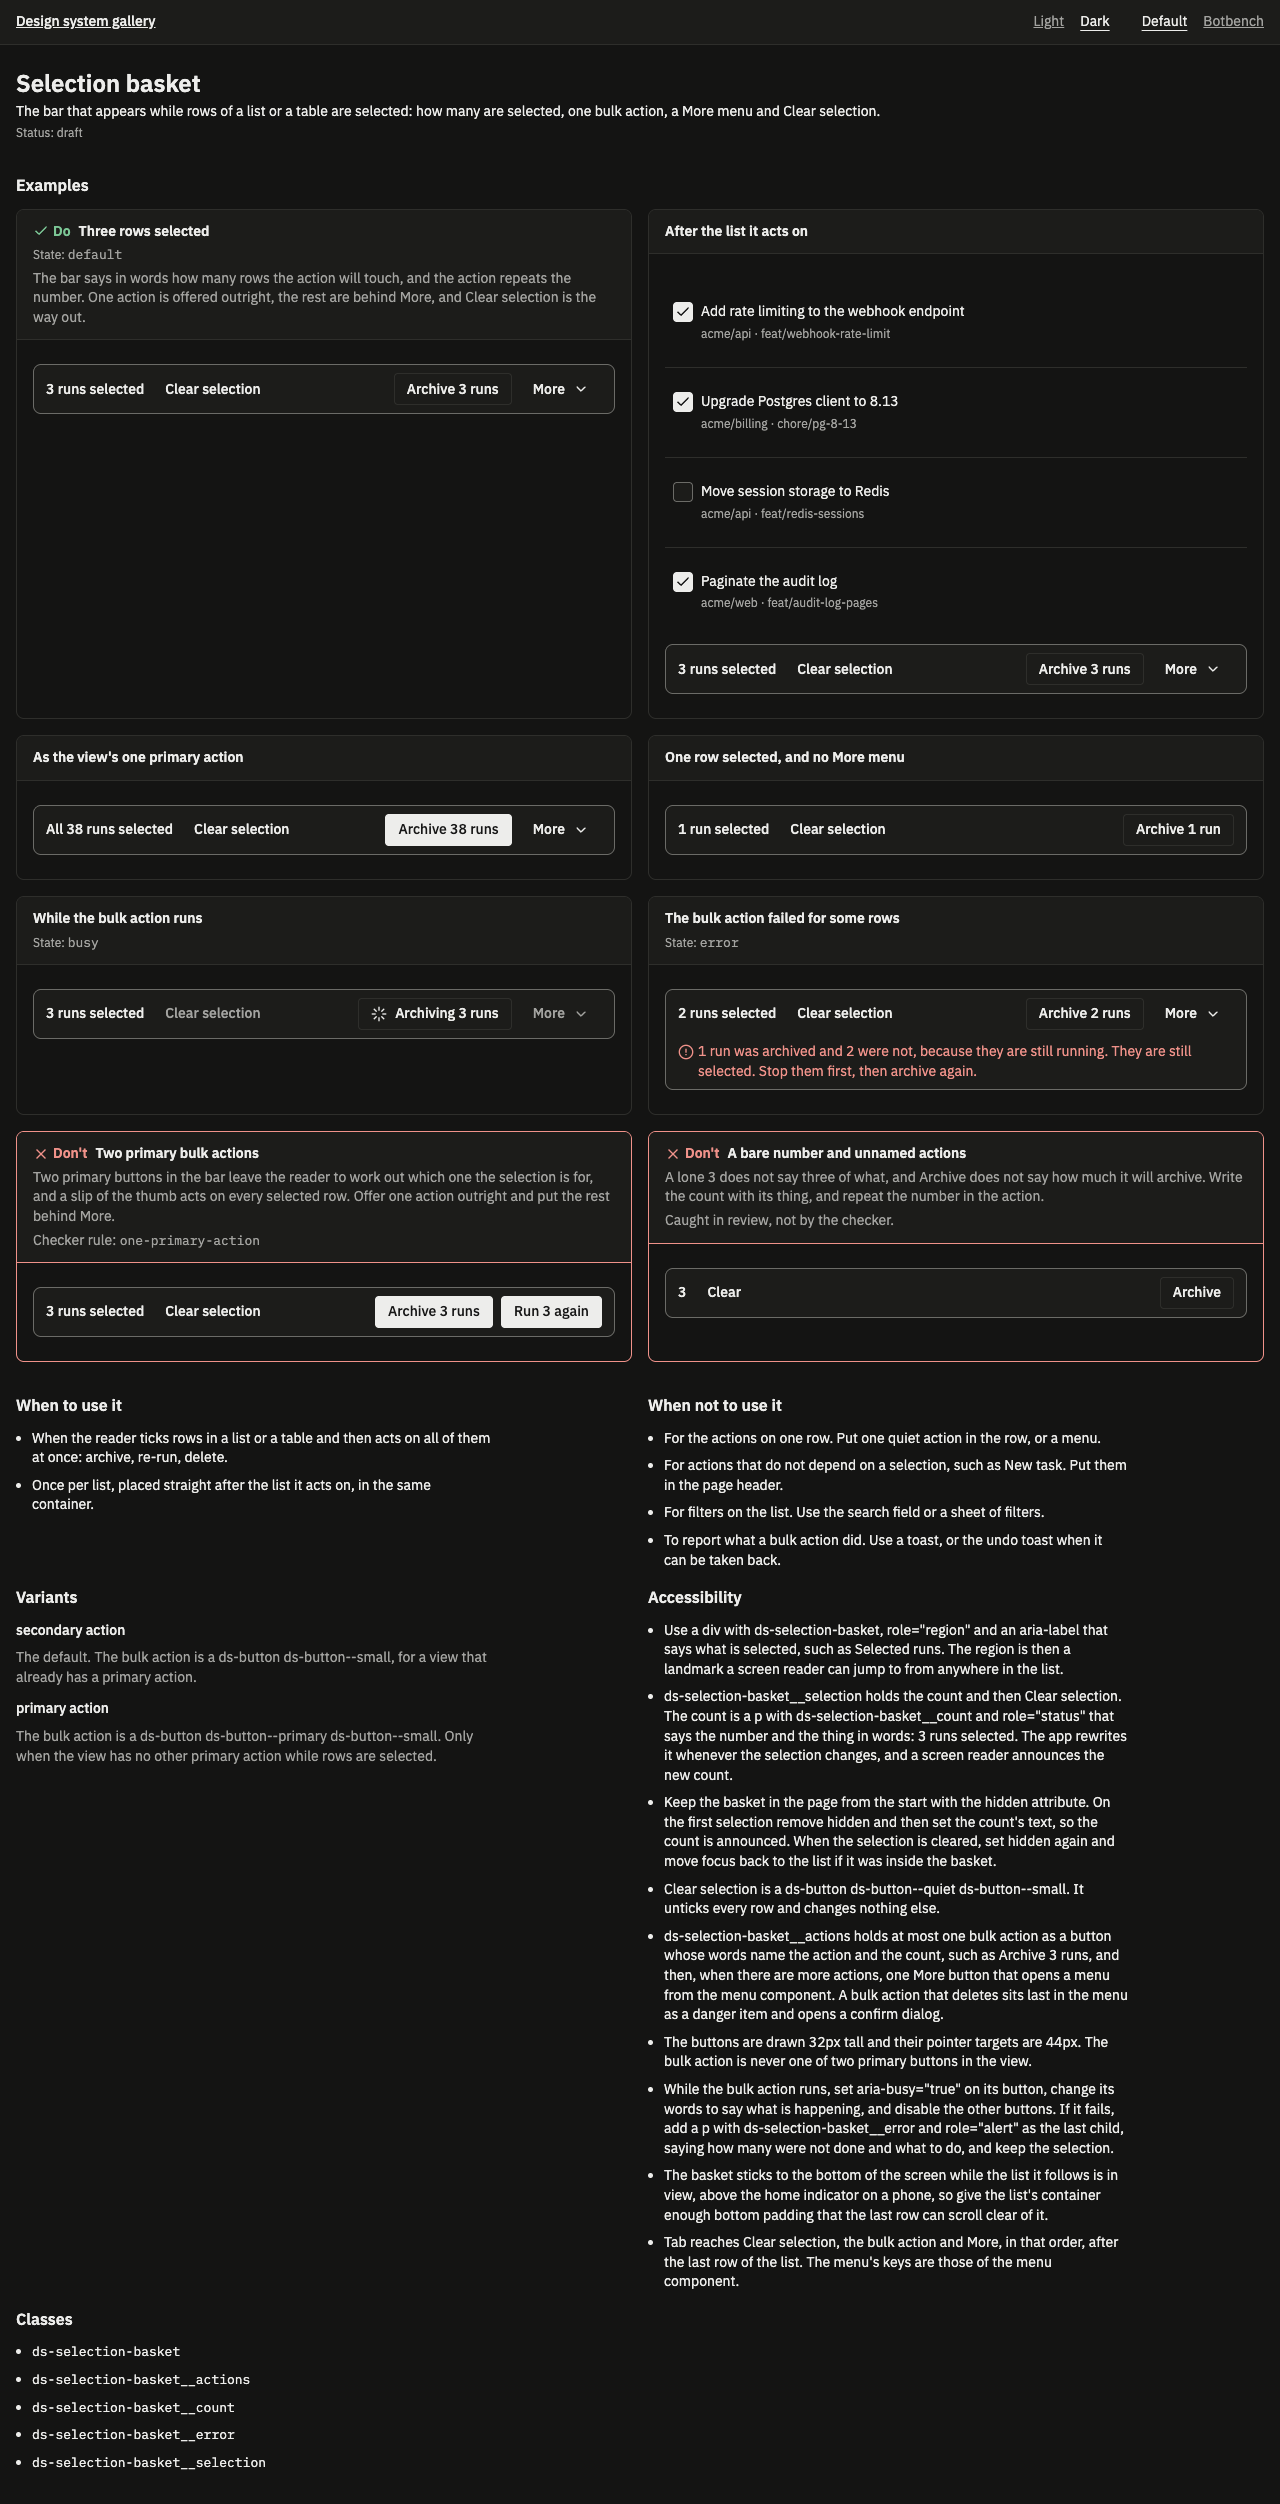 Design system gallery
Light Dark Default Botbench
Selection basket
The bar that appears while rows of a list or a table are selected: how many are selected, one bulk action, a More menu and Clear selection.
Status: draft
Examples
Do Three rows selected
State: default
The bar says in words how many rows the action will touch, and the action repeats the
number. One action is offered outright, the rest are behind More, and Clear selection is the
way out.
3 runs selected Clear selection Archive 3 runs More
After the list it acts on
Add rate limiting to the webhook endpoint
acme/api · feat/webhook-rate-limit
Upgrade Postgres client to 8.13
acme/billing · chore/pg-8-13
Move session storage to Redis
acme/api · feat/redis-sessions
Paginate the audit log
acme/web · feat/audit-log-pages
3 runs selected Clear selection Archive 3 runs More
As the view's one primary action
All 38 runs selected Clear selection Archive 38 runs More
One row selected, and no More menu
1 run selected Clear selection Archive 1 run
While the bulk action runs
State: busy
3 runs selected Clear selection Archiving 3 runs More
The bulk action failed for some rows
State: error
2 runs selected Clear selection Archive 2 runs More
1 run was archived and 2 were not, because they are still running. They are still
selected. Stop them first, then archive again.
Don't Two primary bulk actions
Two primary buttons in the bar leave the reader to work out which one the selection is for,
and a slip of the thumb acts on every selected row. Offer one action outright and put the rest
behind More.
Checker rule: one-primary-action
3 runs selected Clear selection Archive 3 runs Run 3 again
Don't A bare number and unnamed actions
A lone 3 does not say three of what, and Archive does not say how much it will archive. Write
the count with its thing, and repeat the number in the action.
Caught in review, not by the checker.
3 Clear Archive
When to use it
When the reader ticks rows in a list or a table and then acts on all of them
at once: archive, re-run, delete.
Once per list, placed straight after the list it acts on, in the same
container.
When not to use it
For the actions on one row. Put one quiet action in the row, or a menu.
For actions that do not depend on a selection, such as New task. Put them
in the page header.
For filters on the list. Use the search field or a sheet of filters.
To report what a bulk action did. Use a toast, or the undo toast when it
can be taken back.
Variants
secondary action
The default. The bulk action is a ds-button ds-button--small, for a view that
already has a primary action.
primary action
The bulk action is a ds-button ds-button--primary ds-button--small. Only
when the view has no other primary action while rows are selected.
Accessibility
Use a div with ds-selection-basket, role="region" and an aria-label that
says what is selected, such as Selected runs. The region is then a
landmark a screen reader can jump to from anywhere in the list.
ds-selection-basket__selection holds the count and then Clear selection.
The count is a p with ds-selection-basket__count and role="status" that
says the number and the thing in words: 3 runs selected. The app rewrites
it whenever the selection changes, and a screen reader announces the
new count.
Keep the basket in the page from the start with the hidden attribute. On
the first selection remove hidden and then set the count's text, so the
count is announced. When the selection is cleared, set hidden again and
move focus back to the list if it was inside the basket.
Clear selection is a ds-button ds-button--quiet ds-button--small. It
unticks every row and changes nothing else.
ds-selection-basket__actions holds at most one bulk action as a button
whose words name the action and the count, such as Archive 3 runs, and
then, when there are more actions, one More button that opens a menu
from the menu component. A bulk action that deletes sits last in the menu
as a danger item and opens a confirm dialog.
The buttons are drawn 32px tall and their pointer targets are 44px. The
bulk action is never one of two primary buttons in the view.
While the bulk action runs, set aria-busy="true" on its button, change its
words to say what is happening, and disable the other buttons. If it fails,
add a p with ds-selection-basket__error and role="alert" as the last child,
saying how many were not done and what to do, and keep the selection.
The basket sticks to the bottom of the screen while the list it follows is in
view, above the home indicator on a phone, so give the list's container
enough bottom padding that the last row can scroll clear of it.
Tab reaches Clear selection, the bulk action and More, in that order, after
the last row of the list. The menu's keys are those of the menu
component.
Classes
ds-selection-basket
ds-selection-basket__actions
ds-selection-basket__count
ds-selection-basket__error
ds-selection-basket__selection